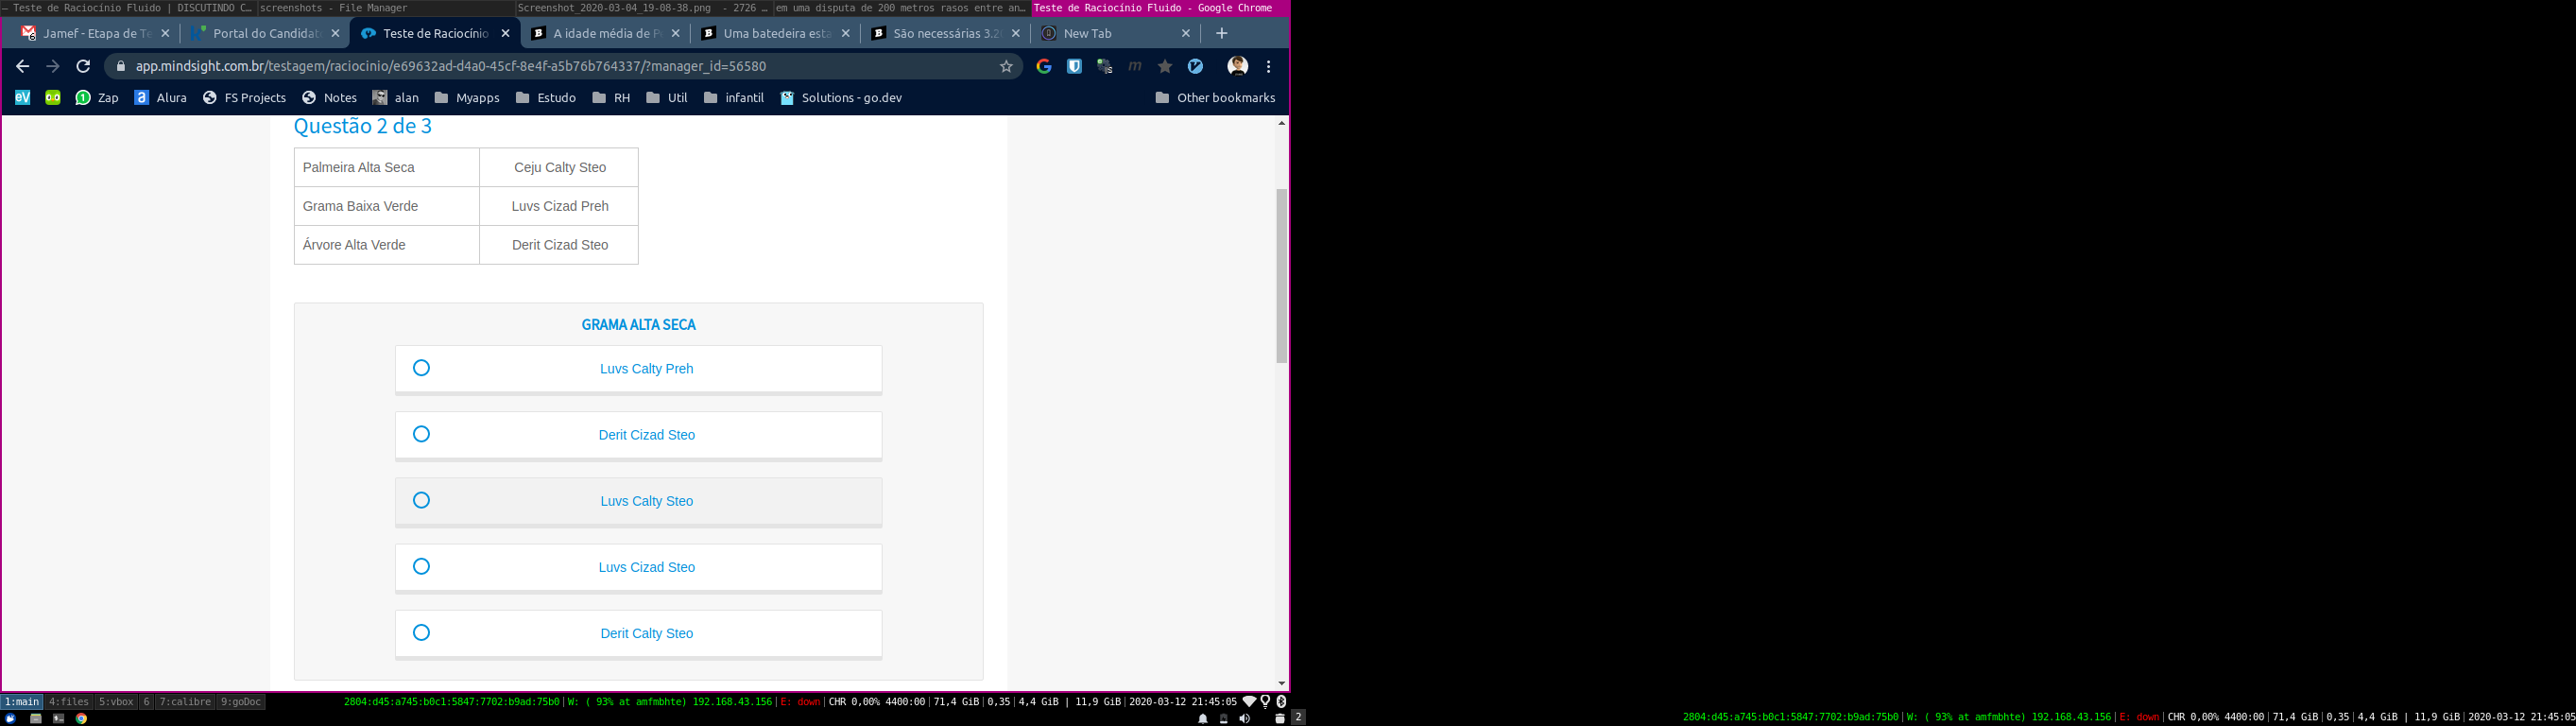 — Teste de Raciocínio Fluido | DISCUTINDO C… screenshots - File Manager Screenshot_2020-03-04_19-08-38.png - 2726 … em uma disputa de 200 metros rasos entre an… Teste de Raciocínio Fluido - Google Chrome
Jamef - Etapa de Te Portal do Candidat Teste de Raciocínio A idade média de P Uma batedeira esta São necessárias 3.2 New Tab
app.mindsight.com.br/testagem/raciocinio/e69632ad-d4a0-45cf-8e4f-a5b76b764337/?manager_id=56580
Zap Alura FS Projects Notes alan Myapps Estudo RH Util infantil Solutions - go.dev Other bookmarks
Questão 2 de 3
Palmeira Alta Seca Ceju Calty Steo
Grama Baixa Verde Luvs Cizad Preh
Árvore Alta Verde Derit Cizad Steo
GRAMA ALTA SECA
Luvs Calty Preh
Derit Cizad Steo
Luvs Calty Steo
Luvs Cizad Steo
Derit Calty Steo
1:main 4:files 5:vbox 6 7:calibre 9:goDoc 2804:d45:a745:b0c1:5847:7702:b9ad:75b0 | W: ( 93% at amfmbhte) 192.168.43.156 | E: down | CHR 0,00% 4400:00 | 71,4 GiB | 0,35 | 4,4 GiB | 11,9 GiB | 2020-03-12 21:45:05
2 2804:d45:a745:b0c1:5847:7702:b9ad:75b0 | W: ( 93% at amfmbhte) 192.168.43.156 | E: down | CHR 0,00% 4400:00 | 71,4 GiB | 0,35 | 4,4 GiB | 11,9 GiB | 2020-03-12 21:45:05